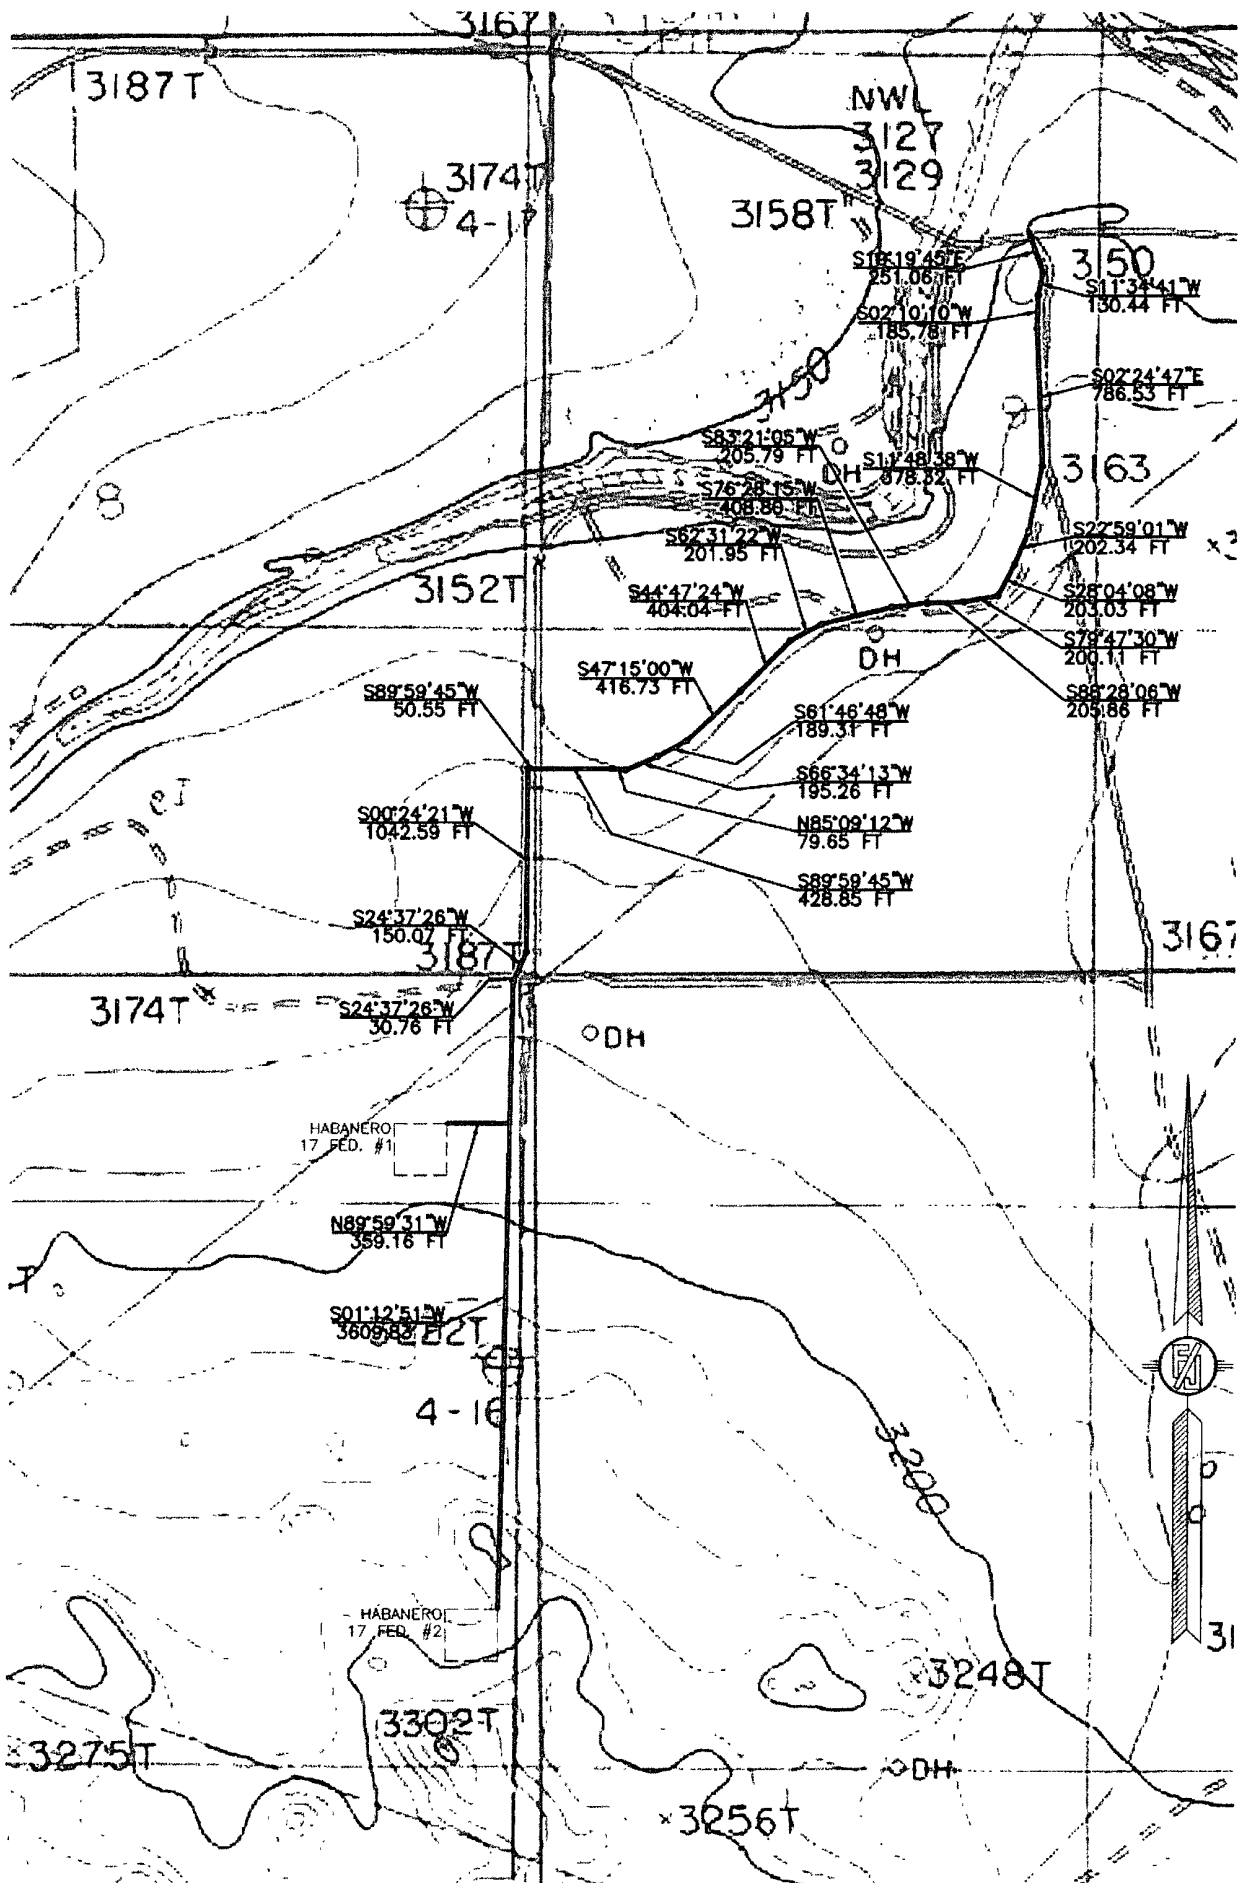 3167
3187T
NWL
3127
3129
3174T
4-17
3158T
251.06 FT
3150
S11°34'41"W
130.44 FT
S02°10'10"W
185.78 FT
3150
S02°24'47"E
786.53 FT
S83°21'05"W
205.79 FT
DH
S11°48'38"W
378.32 FT
3163
S76°28'15"W
408.80 FT
S62°31'22"W
201.95 FT
S22°59'01"W
202.34 FT
3152T
S44°47'24"W
404.04 FT
S28°04'08"W
203.03 FT
S79°47'30"W
200.11 FT
DH
S47°15'00"W
416.73 FT
S89°59'45"W
50.55 FT
S88°28'06"W
205.86 FT
S61°46'48"W
189.31 FT
S66°34'13"W
195.26 FT
S00°24'21"W
1042.59 FT
N85°09'12"W
79.65 FT
S89°59'45"W
428.85 FT
S24°37'26"W
150.07 FT
3187T
3167
3174T
S24°37'26"W
30.76 FT
DH
HABANERO
17 FED. #1
N89°59'31"W
359.16 FT
T
S01°12'51"W
3609.83 FT
4-16
3200
HABANERO
17 FED. #2
31
3248T
3302T
3275T
DH
3256T